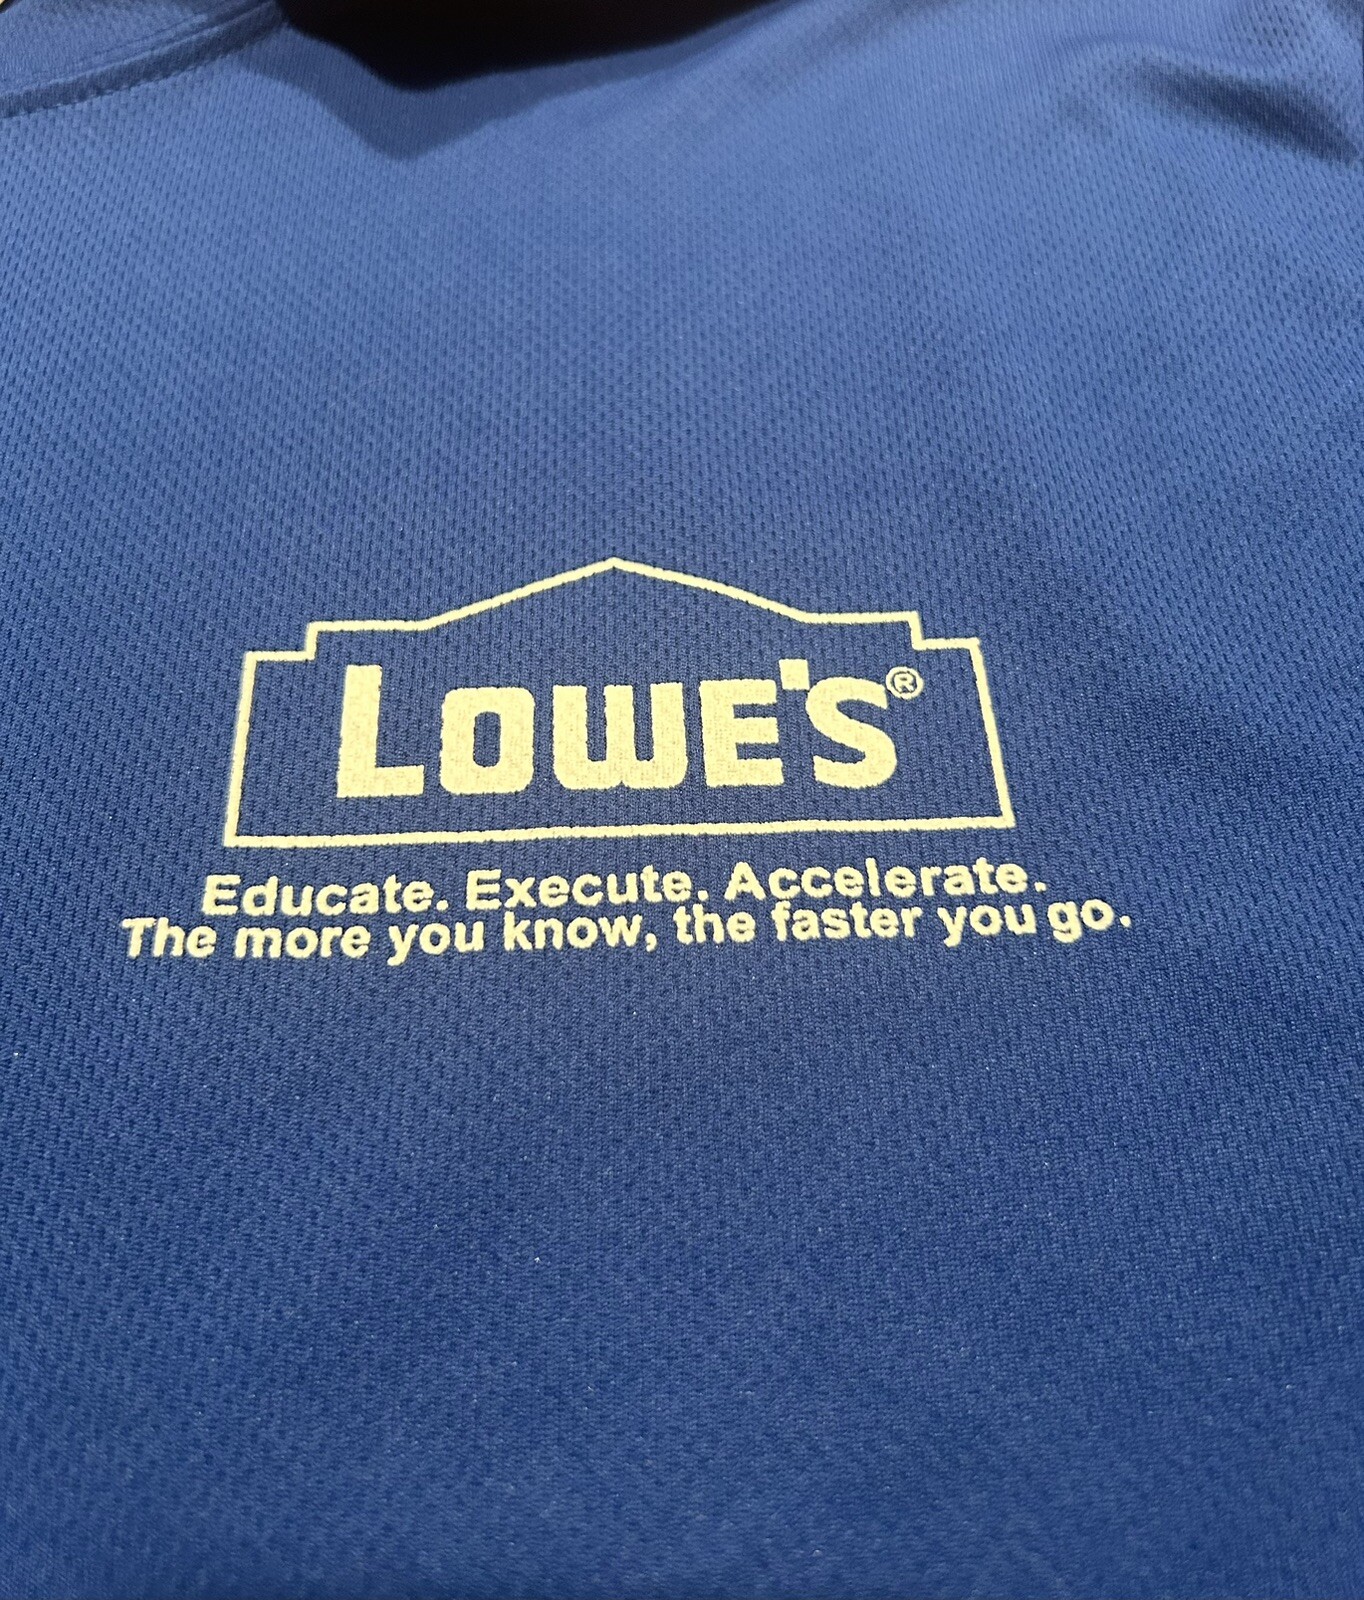 LOWE'S®
Educate. Execute. Accelerate.
The more you know, the faster you go.